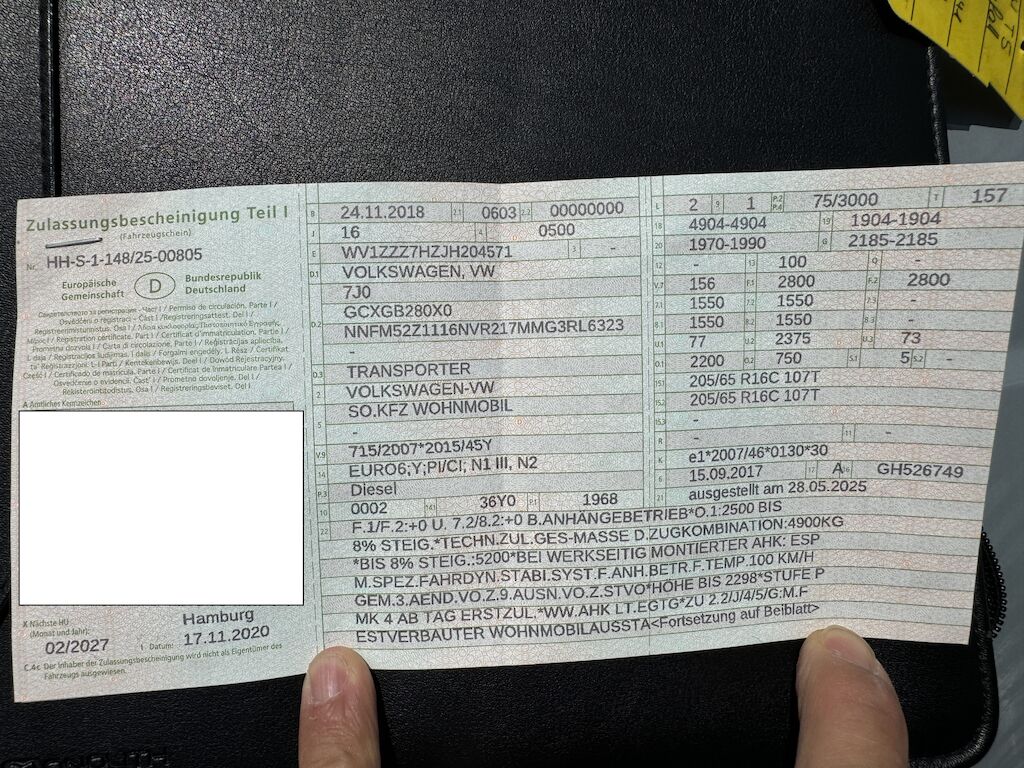 Zulassungsbescheinigung Teil I
(Fahrzeugschein)
Nr. HH-S-1-148/25-00805
Europäische Gemeinschaft
D
Bundesrepublik Deutschland
A Amtliches Kennzeichen
X Nächste HU (Monat und Jahr):
02/2027
Hamburg
I Datum: 17.11.2020
C.4c Der Inhaber der Zulassungsbescheinigung wird nicht als Eigentümer des
Fahrzeugs ausgewiesen.
B 24.11.2018 2.1 0603 2.2 00000000
J 16 4 0500
E WV1ZZZ7HZJH204571 3 -
D.1 VOLKSWAGEN, VW
7J0
D.2 GCXGB280X0
NNFM52Z1116NVR217MMG3RL6323
-
D.3 TRANSPORTER
2 VOLKSWAGEN-VW
SO.KFZ WOHNMOBIL
5 -
V.9 715/2007*2015/45Y
14 EURO6;Y;PI/CI; N1 III, N2
P.3 Diesel
10 0002 14.1 36Y0 P.1 1968
L 2 9 1 P.2 P.4 75/3000 T 157
18 4904-4904 19 1904-1904
20 1970-1990 G 2185-2185
12 - 13 100 Q -
V.7 156 F.1 2800 F.2 2800
7.1 1550 7.2 1550 7.3 -
8.1 1550 8.2 1550 8.3 -
U.1 77 U.2 2375 U.3 73
O.1 2200 O.2 750 S.1 5 S.2 -
15.1 205/65 R16C 107T
15.2 205/65 R16C 107T
15.3 -
R - 11 -
K e1*2007/46*0130*30
6 15.09.2017 17 A 16 GH526749
21 ausgestellt am 28.05.2025
22 F.1/F.2:+0 U. 7.2/8.2:+0 B.ANHÄNGEBETRIEB*O.1:2500 BIS
8% STEIG.*TECHN.ZUL.GES-MASSE D.ZUGKOMBINATION:4900KG
*BIS 8% STEIG.:5200*BEI WERKSEITIG MONTIERTER AHK: ESP
M.SPEZ.FAHRDYN.STABI.SYST.F.ANH.BETR.F.TEMP.100 KM/H
GEM.3.AEND.VO.Z.9.AUSN.VO.Z.STVO*HÖHE BIS 2298*STUFE P
MK 4 AB TAG ERSTZUL.*WW.AHK LT.EGTG*ZU 2.2/J/4/5/G:M.F
ESTVERBAUTER WOHNMOBILAUSSTA<Fortsetzung auf Beiblatt>